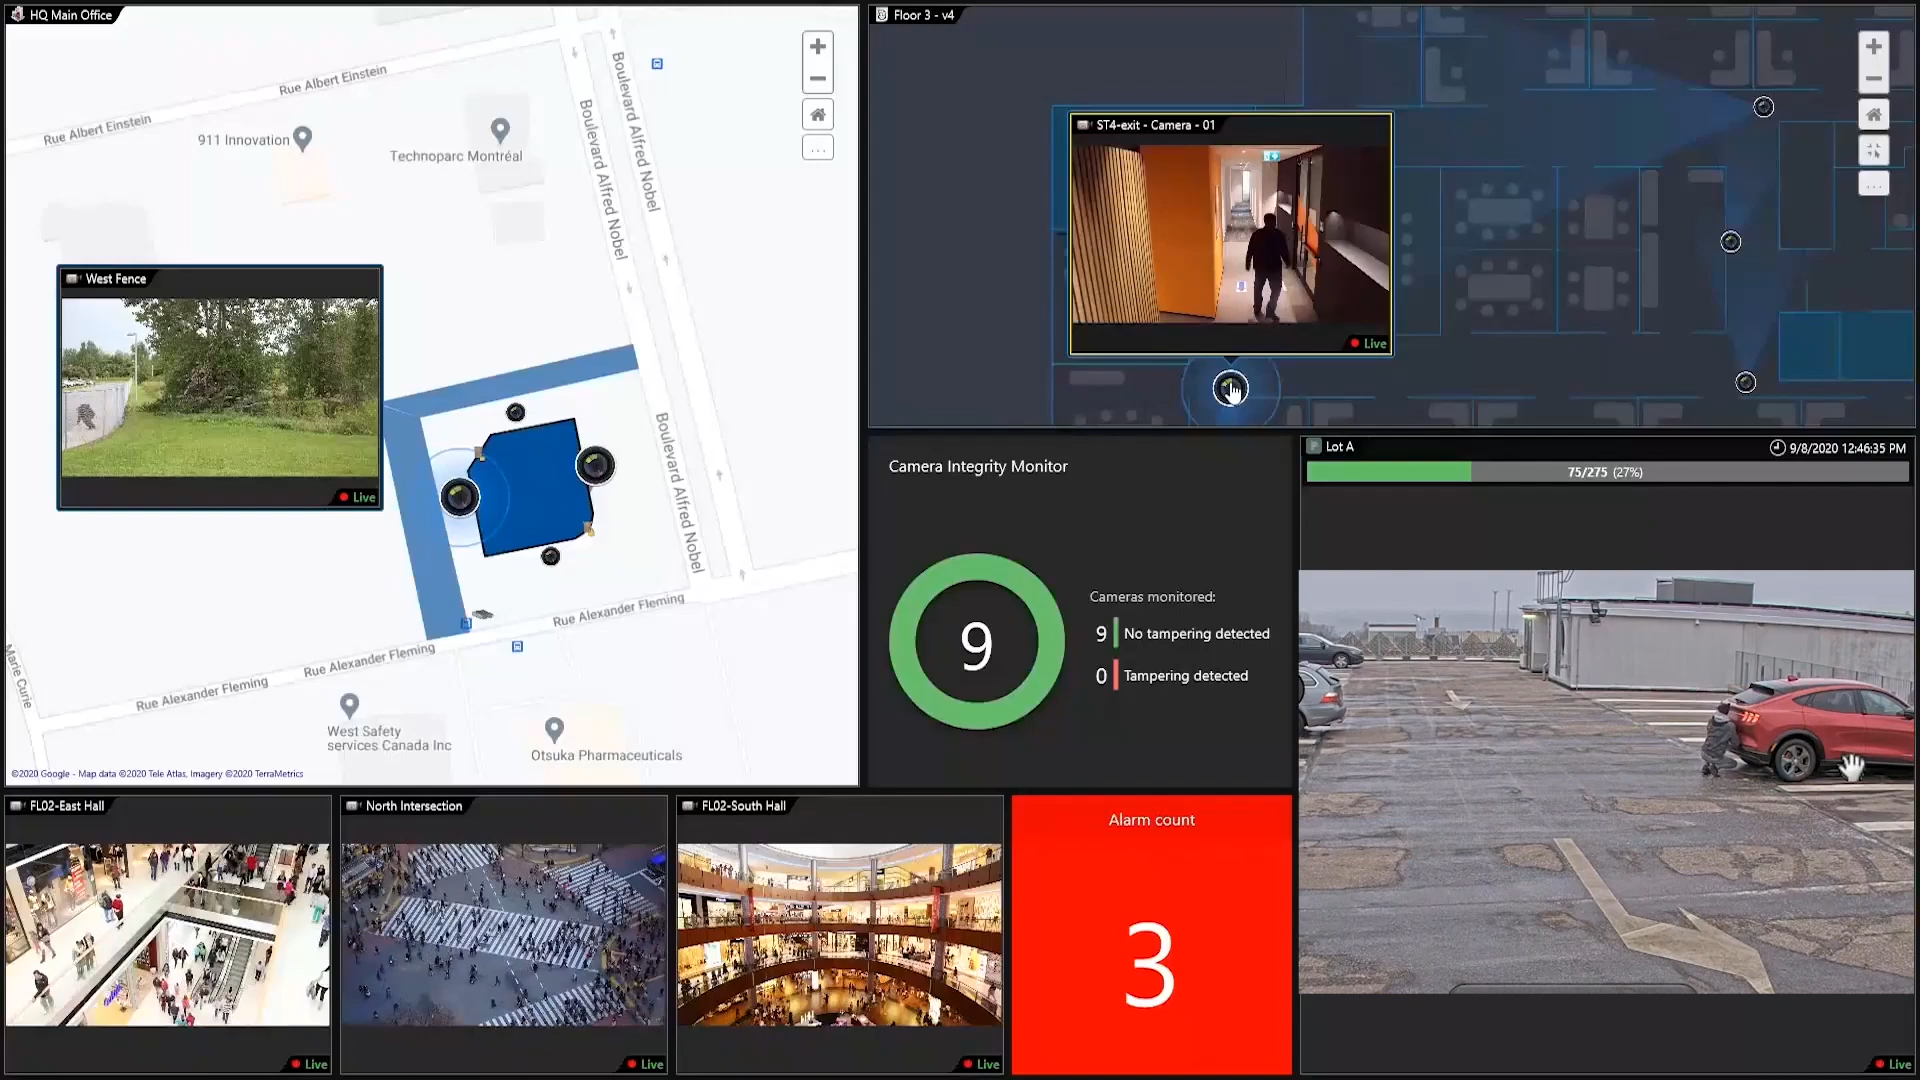 HQ Main Office
Rue Albert Einstein
Rue Albert Einstein
911 Innovation
Technoparc Montréal
Boulevard Alfred Nobel
Boulevard Alfred Nobel
Boulevard Alfred Nobel
West Fence
Live
Rue Alexander Fleming
Rue Alexander Fleming
Rue Alexander Fleming
Marie Curie
West Safety
services Canada Inc
Otsuka Pharmaceuticals
©2020 Google - Map data ©2020 Tele Atlas, Imagery ©2020 TerraMetrics
Floor 3 - v4
ST4-exit - Camera - 01
Live
Camera Integrity Monitor
9
Cameras monitored:
9 No tampering detected
0 Tampering detected
Lot A
9/8/2020 12:46:35 PM
75/275 (27%)
Live
FL02-East Hall
Live
North Intersection
Live
FL02-South Hall
Live
Alarm count
3